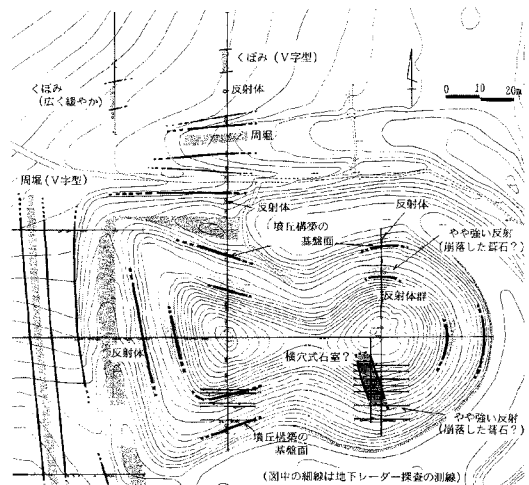 くぼみ（V字型）
くぼみ
（広く緩やか）
反射体
0 10 20m
周堀
周堀（V字型）
反射体
反射体
墳丘構築の
基盤面
やや強い反射
（崩落した葺石？）
反射体群
反射体
横穴式石室？
やや強い反射
（崩落した葺石？）
墳丘構築の
基盤面
（図中の細線は地下レーダー探査の測線）